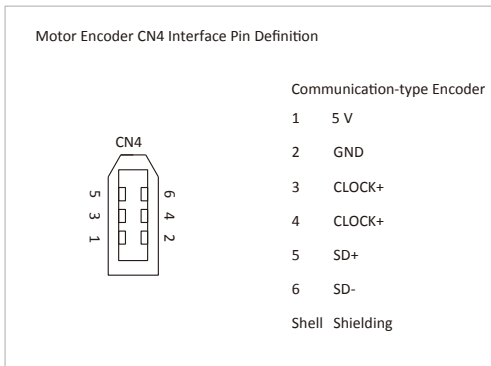 Motor Encoder CN4 Interface Pin Definition
Communication-type Encoder
1 5 V
2 GND
3 CLOCK+
4 CLOCK+
5 SD+
6 SD-
Shell Shielding
CN4
5 6
3 4
1 2